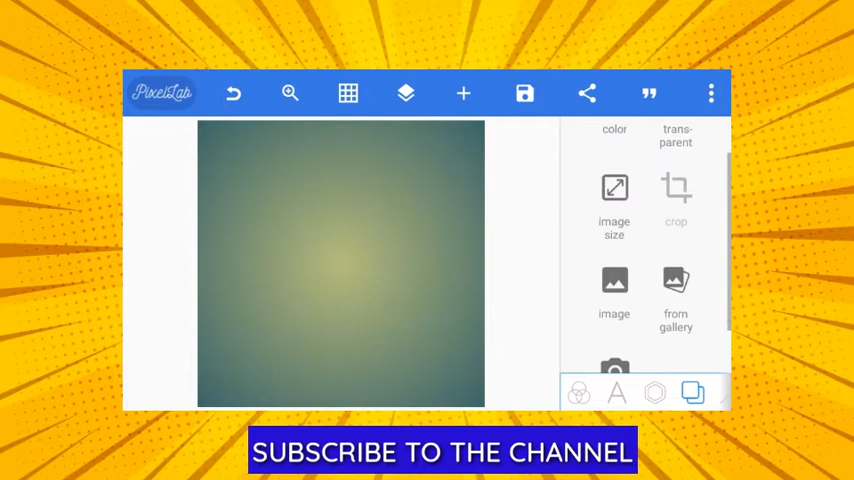 PixelLab
color
trans-
parent
image
size
crop
image
from
gallery
SUBSCRIBE TO THE CHANNEL